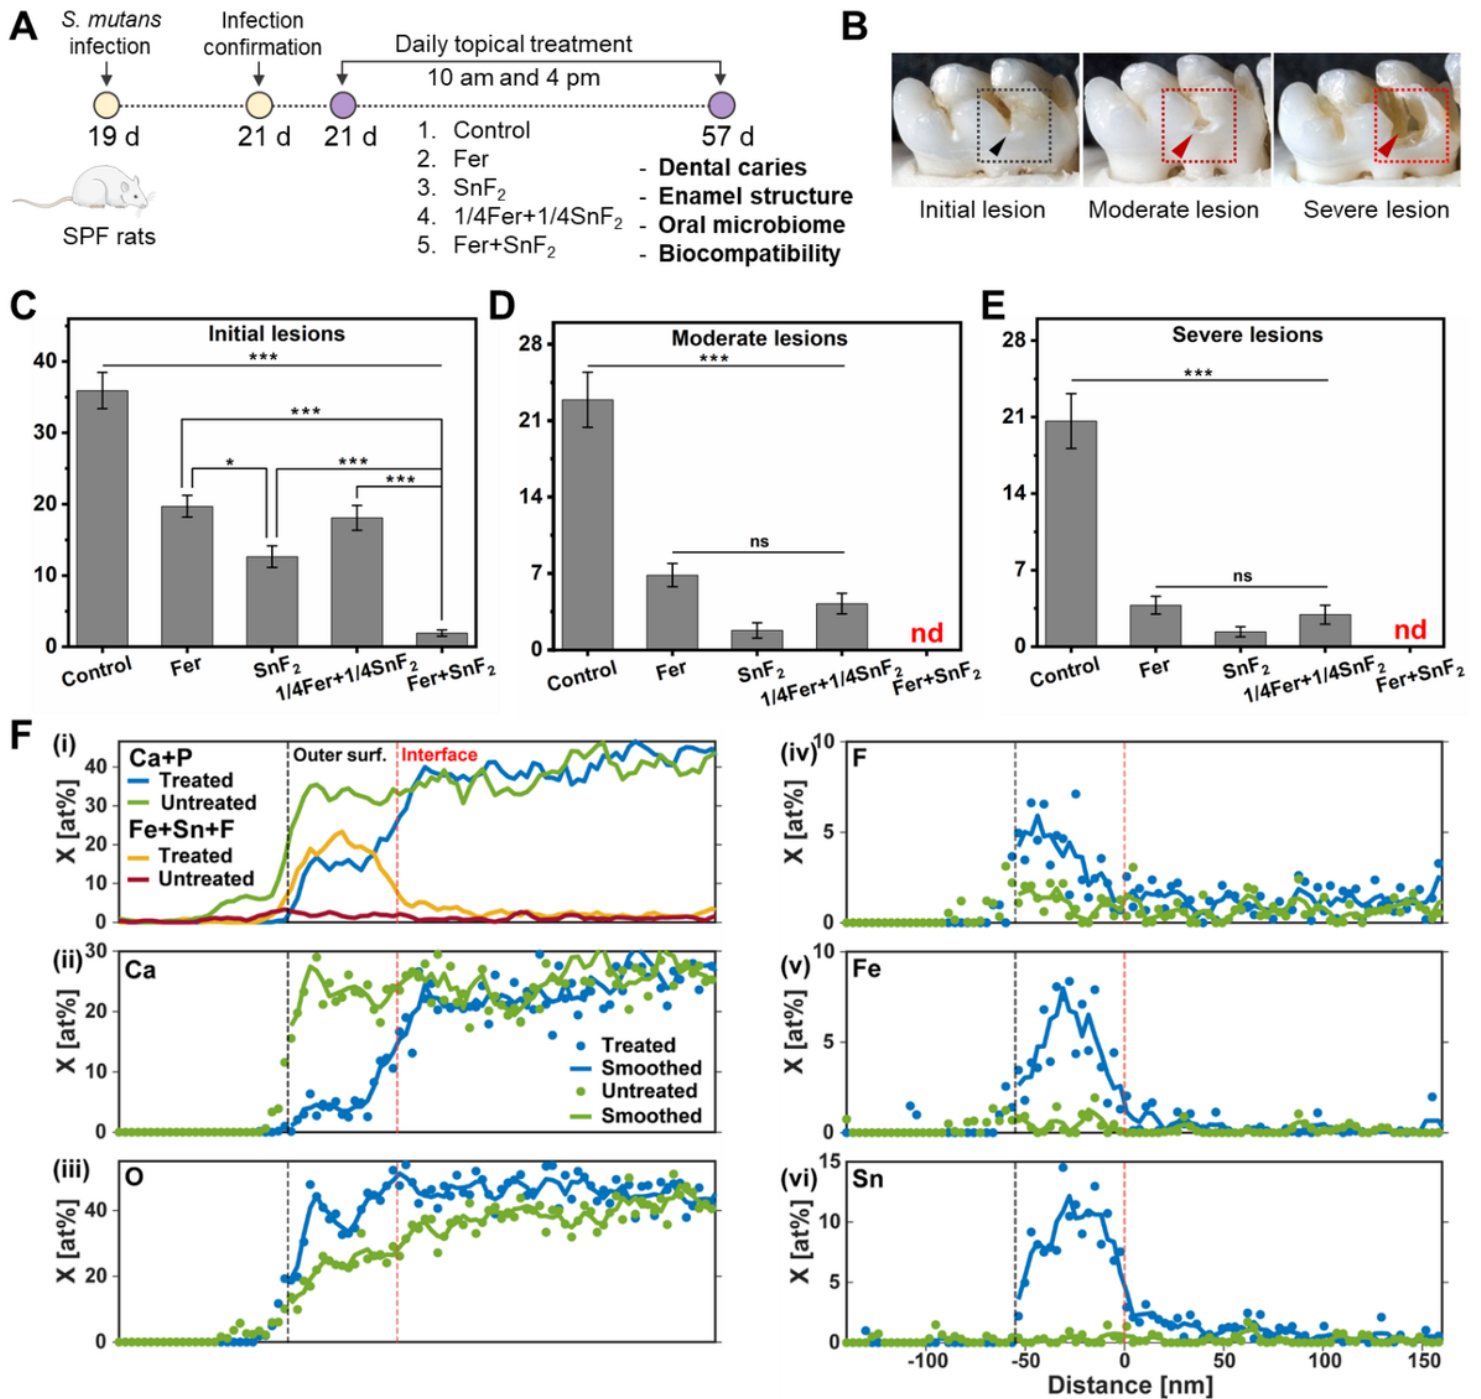 A
S. mutans
infection
Infection
confirmation
Daily topical treatment
10 am and 4 pm
19 d
21 d
21 d
57 d
SPF rats
1. Control
2. Fer
3. SnF2
4. 1/4Fer+1/4SnF2
5. Fer+SnF2
- Dental caries
- Enamel structure
- Oral microbiome
- Biocompatibility
B
Initial lesion
Moderate lesion
Severe lesion
C
Initial lesions
***
***
*
***
***
40
30
20
10
0
Control
Fer
SnF2
1/4Fer+1/4SnF2
Fer+SnF2
D
Moderate lesions
***
ns
nd
28
21
14
7
0
Control
Fer
SnF2
1/4Fer+1/4SnF2
Fer+SnF2
E
Severe lesions
***
ns
nd
28
21
14
7
0
Control
Fer
SnF2
1/4Fer+1/4SnF2
Fer+SnF2
F
(i)
Ca+P
Treated
Untreated
Fe+Sn+F
Treated
Untreated
Outer surf.
Interface
X [at%]
40
30
20
10
0
(ii)
Ca
X [at%]
30
20
10
0
Treated
Smoothed
Untreated
Smoothed
(iii)
O
X [at%]
40
20
0
(iv)
F
X [at%]
10
5
0
(v)
Fe
X [at%]
10
5
0
(vi)
Sn
X [at%]
15
10
5
0
-100
-50
0
50
100
150
Distance [nm]